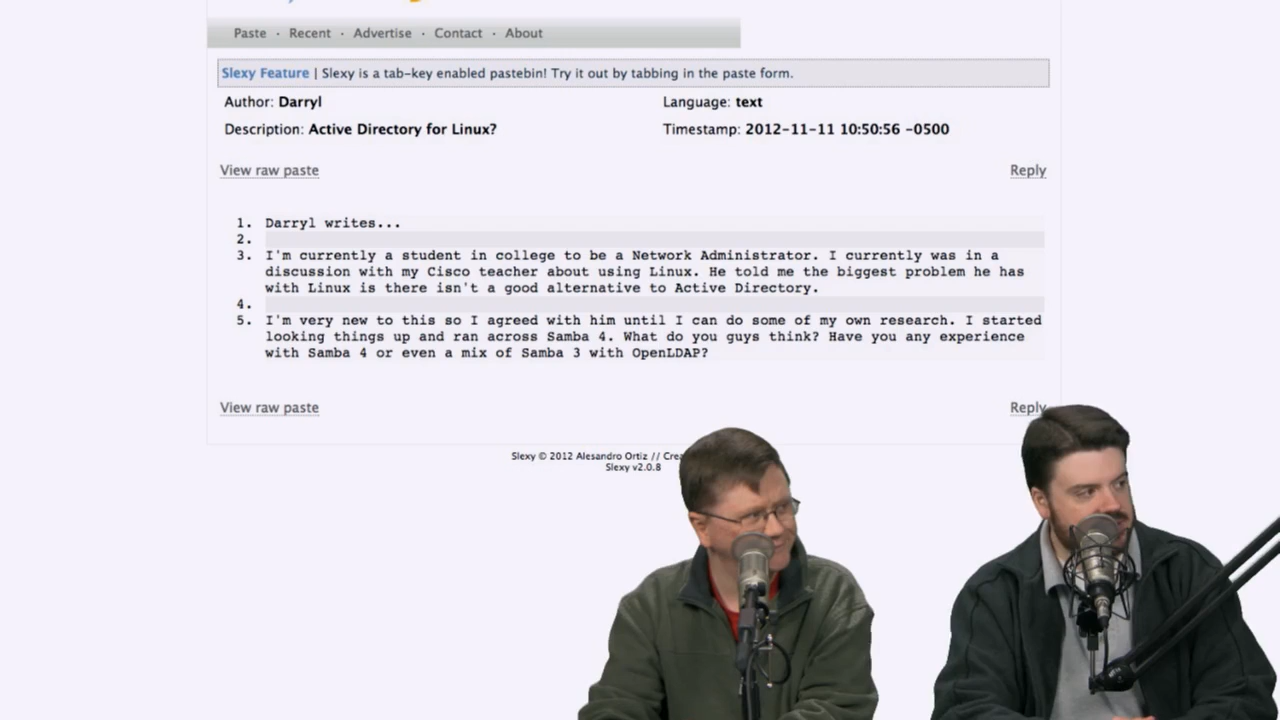 Paste · Recent · Advertise · Contact · About
Slexy Feature | Slexy is a tab-key enabled pastebin! Try it out by tabbing in the paste form.
Author: Darryl Language: text
Description: Active Directory for Linux? Timestamp: 2012-11-11 10:50:56 -0500
View raw paste Reply
1. Darryl writes...
2.
3. I'm currently a student in college to be a Network Administrator. I currently was in a
discussion with my Cisco teacher about using Linux. He told me the biggest problem he has
with Linux is there isn't a good alternative to Active Directory.
4.
5. I'm very new to this so I agreed with him until I can do some of my own research. I started
looking things up and ran across Samba 4. What do you guys think? Have you any experience
with Samba 4 or even a mix of Samba 3 with OpenLDAP?
View raw paste Reply
Slexy © 2012 Alesandro Ortiz //
Slexy v2.0.8